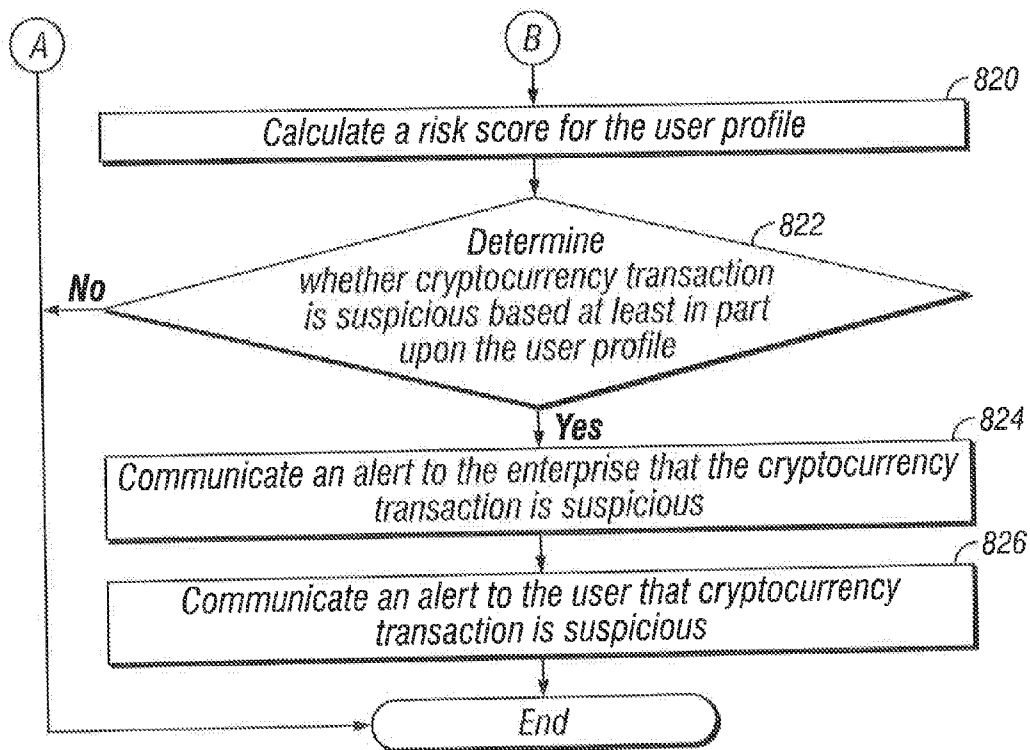 A
B
820
Calculate a risk score for the user profile
822
Determine
whether cryptocurrency transaction
is suspicious based at least in part
upon the user profile
No
Yes
824
Communicate an alert to the enterprise that the cryptocurrency
transaction is suspicious
826
Communicate an alert to the user that cryptocurrency
transaction is suspicious
End